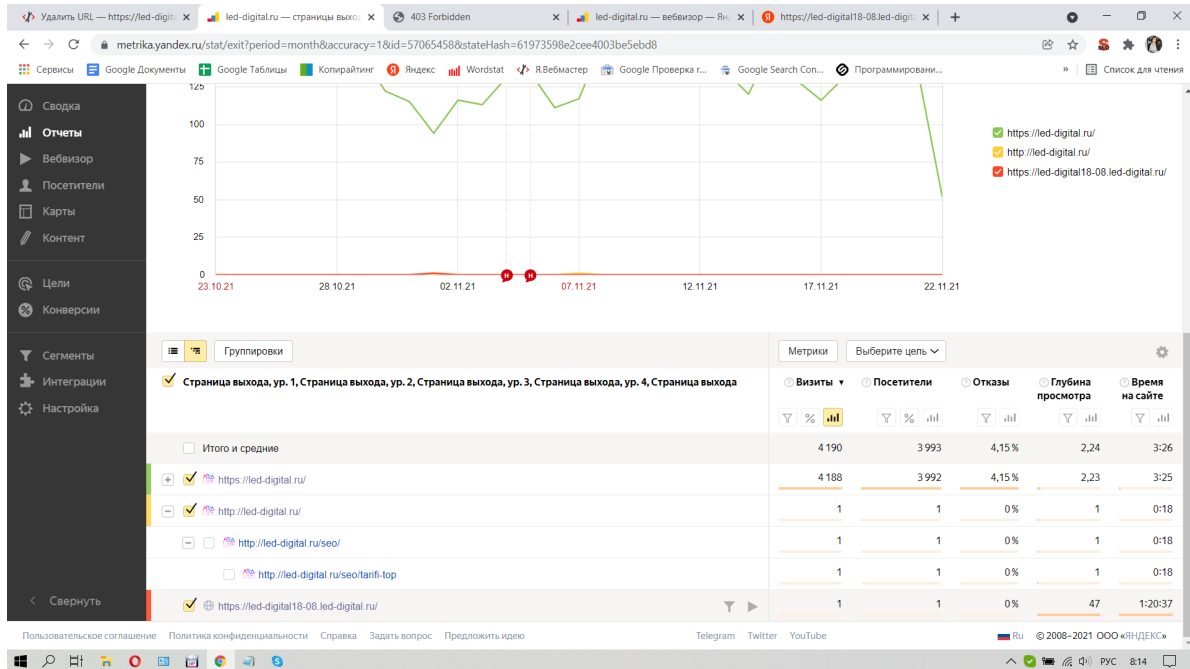 Удалить URL — https://led-digita
led-digital.ru — страницы выход
403 Forbidden
led-digital.ru — вебвизор — Янд
https://led-digital18-08.led-digita
metrika.yandex.ru/stat/exit?period=month&accuracy=1&id=57065458&stateHash=61973598e2cee4003be5ebd8
Сервисы Google Документы Google Таблицы Копирайтинг Яндекс Wordstat Я.Вебмастер Google Проверка г... Google Search Con... Программировани... » Список для чтения
Сводка
Отчеты
Вебвизор
Посетители
Карты
Контент
Цели
Конверсии
Сегменты
Интеграции
Настройка
Свернуть
125
100
75
50
25
0
23.10.21 28.10.21 02.11.21 07.11.21 12.11.21 17.11.21 22.11.21
Н Н
https://led-digital.ru/
http://led-digital.ru/
https://led-digital18-08.led-digital.ru/
Группировки Метрики Выберите цель
Страница выхода, ур. 1, Страница выхода, ур. 2, Страница выхода, ур. 3, Страница выхода, ур. 4, Страница выхода
Визиты ▼ Посетители Отказы Глубина просмотра Время на сайте
% %
Итого и средние 4 190 3 993 4,15 % 2,24 3:26
https://led-digital.ru/ 4 188 3 992 4,15 % 2,23 3:25
http://led-digital.ru/ 1 1 0 % 1 0:18
http://led-digital.ru/seo/ 1 1 0 % 1 0:18
http://led-digital.ru/seo/tarifi-top 1 1 0 % 1 0:18
https://led-digital18-08.led-digital.ru/ 1 1 0 % 47 1:20:37
Пользовательское соглашение Политика конфиденциальности Справка Задать вопрос Предложить идею Telegram Twitter YouTube Ru © 2008–2021 ООО «ЯНДЕКС»
РУС 8:14